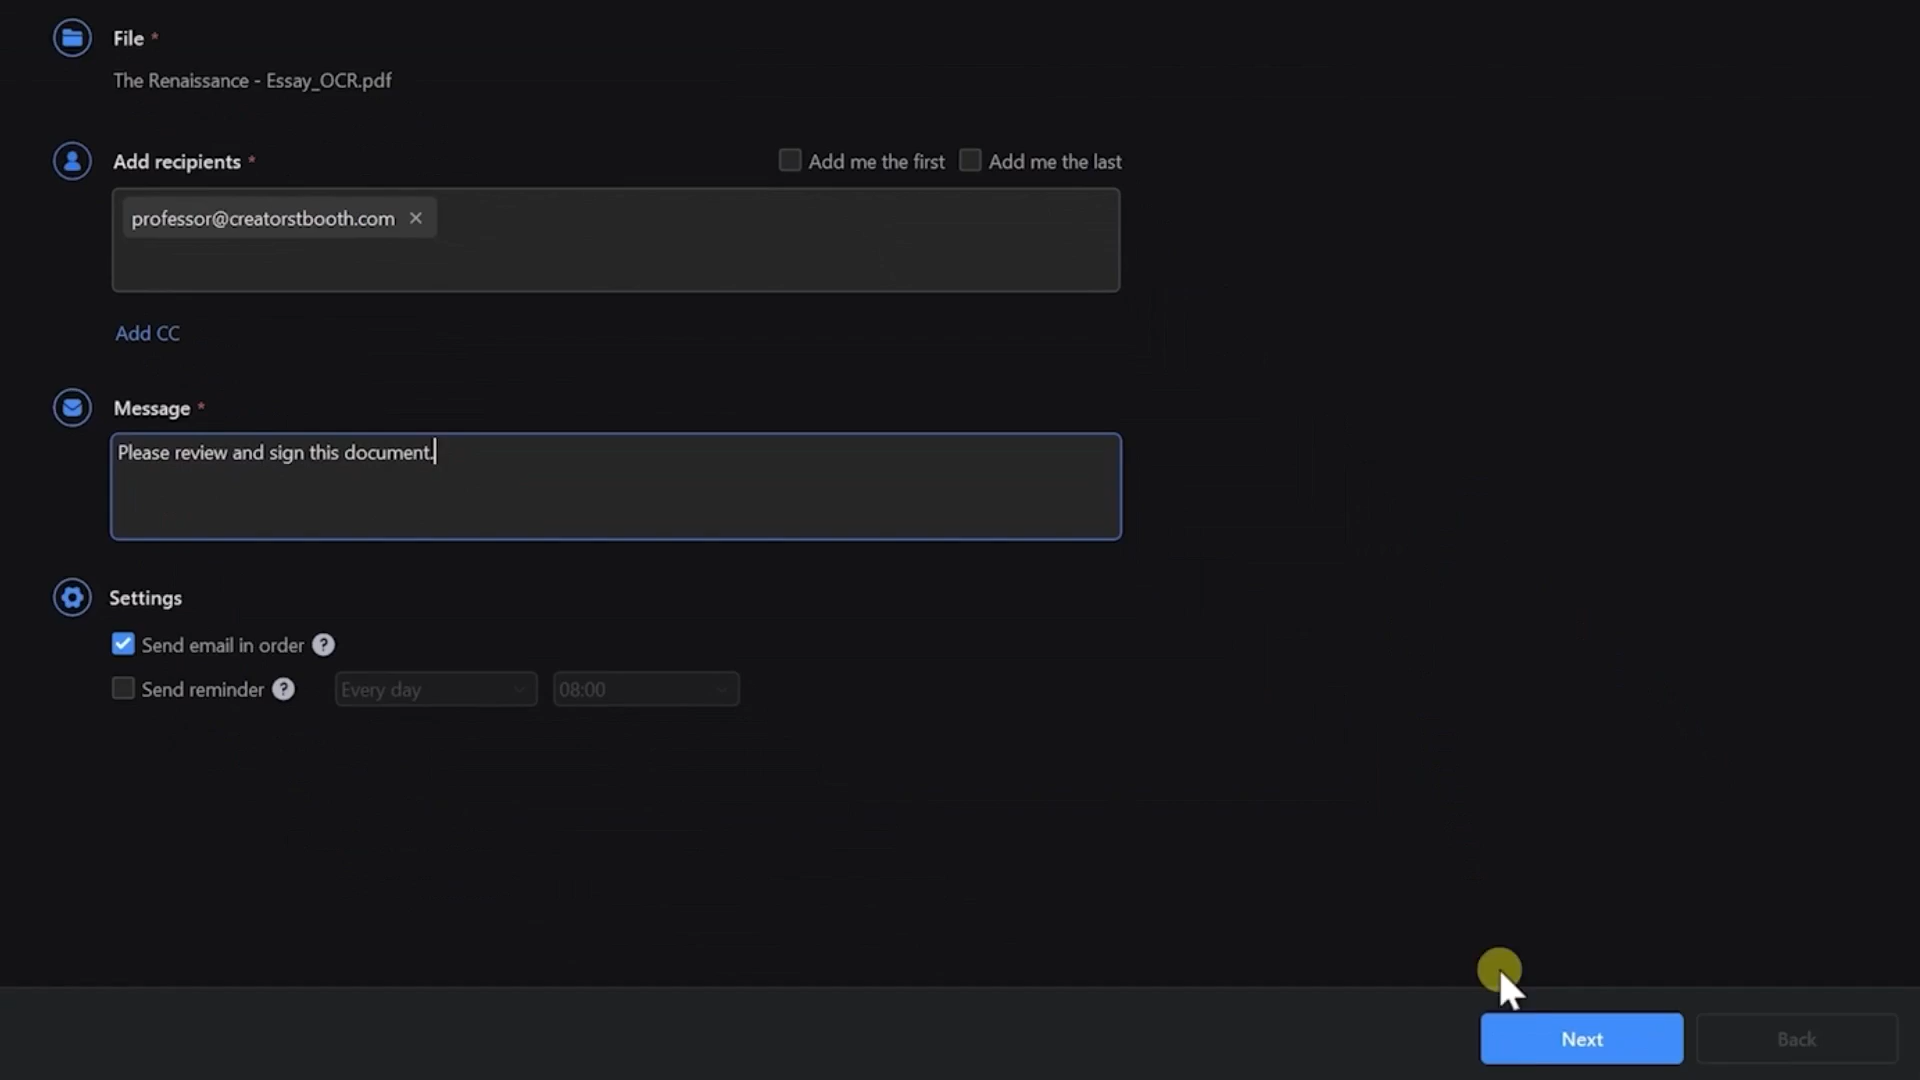 File *
The Renaissance - Essay_OCR.pdf
Add recipients *
Add me the first
Add me the last
professor@creatorstbooth.com ×
Add CC
Message *
Please review and sign this document.
Settings
Send email in order ?
Send reminder ?
Every day
08:00
Next
Back